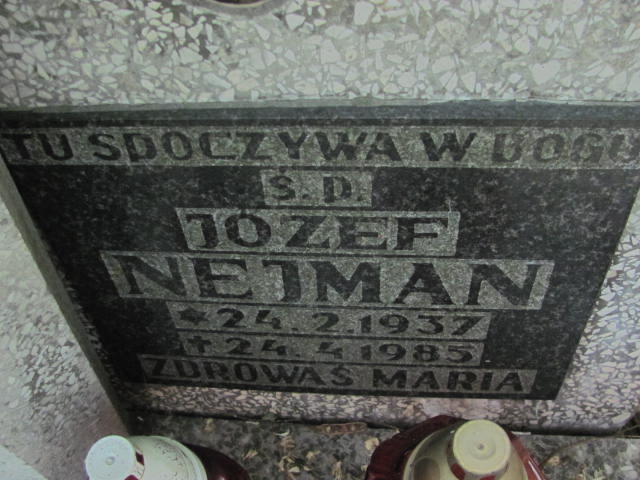 TU SPOCZYWA W BOGU
Ś. P.
JÓZEF
NEJMAN
* 24. 2. 1937
† 24. 4. 1985
ZDROWAŚ MARIA